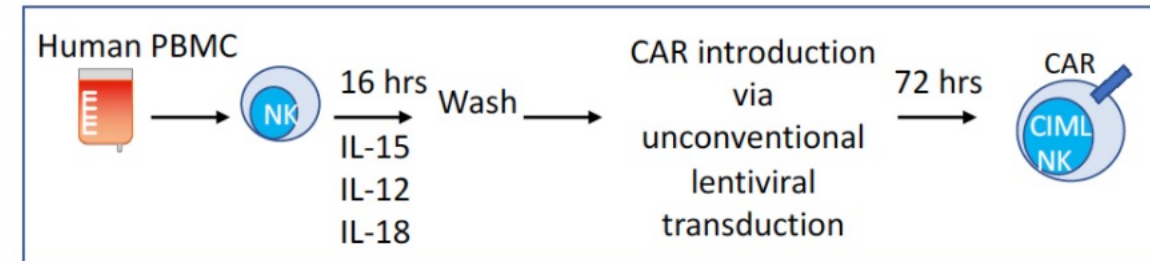 Human PBMC
NK
16 hrs
IL-15
IL-12
IL-18
Wash
CAR introduction
via
unconventional
lentiviral
transduction
72 hrs
CAR
CIML
NK